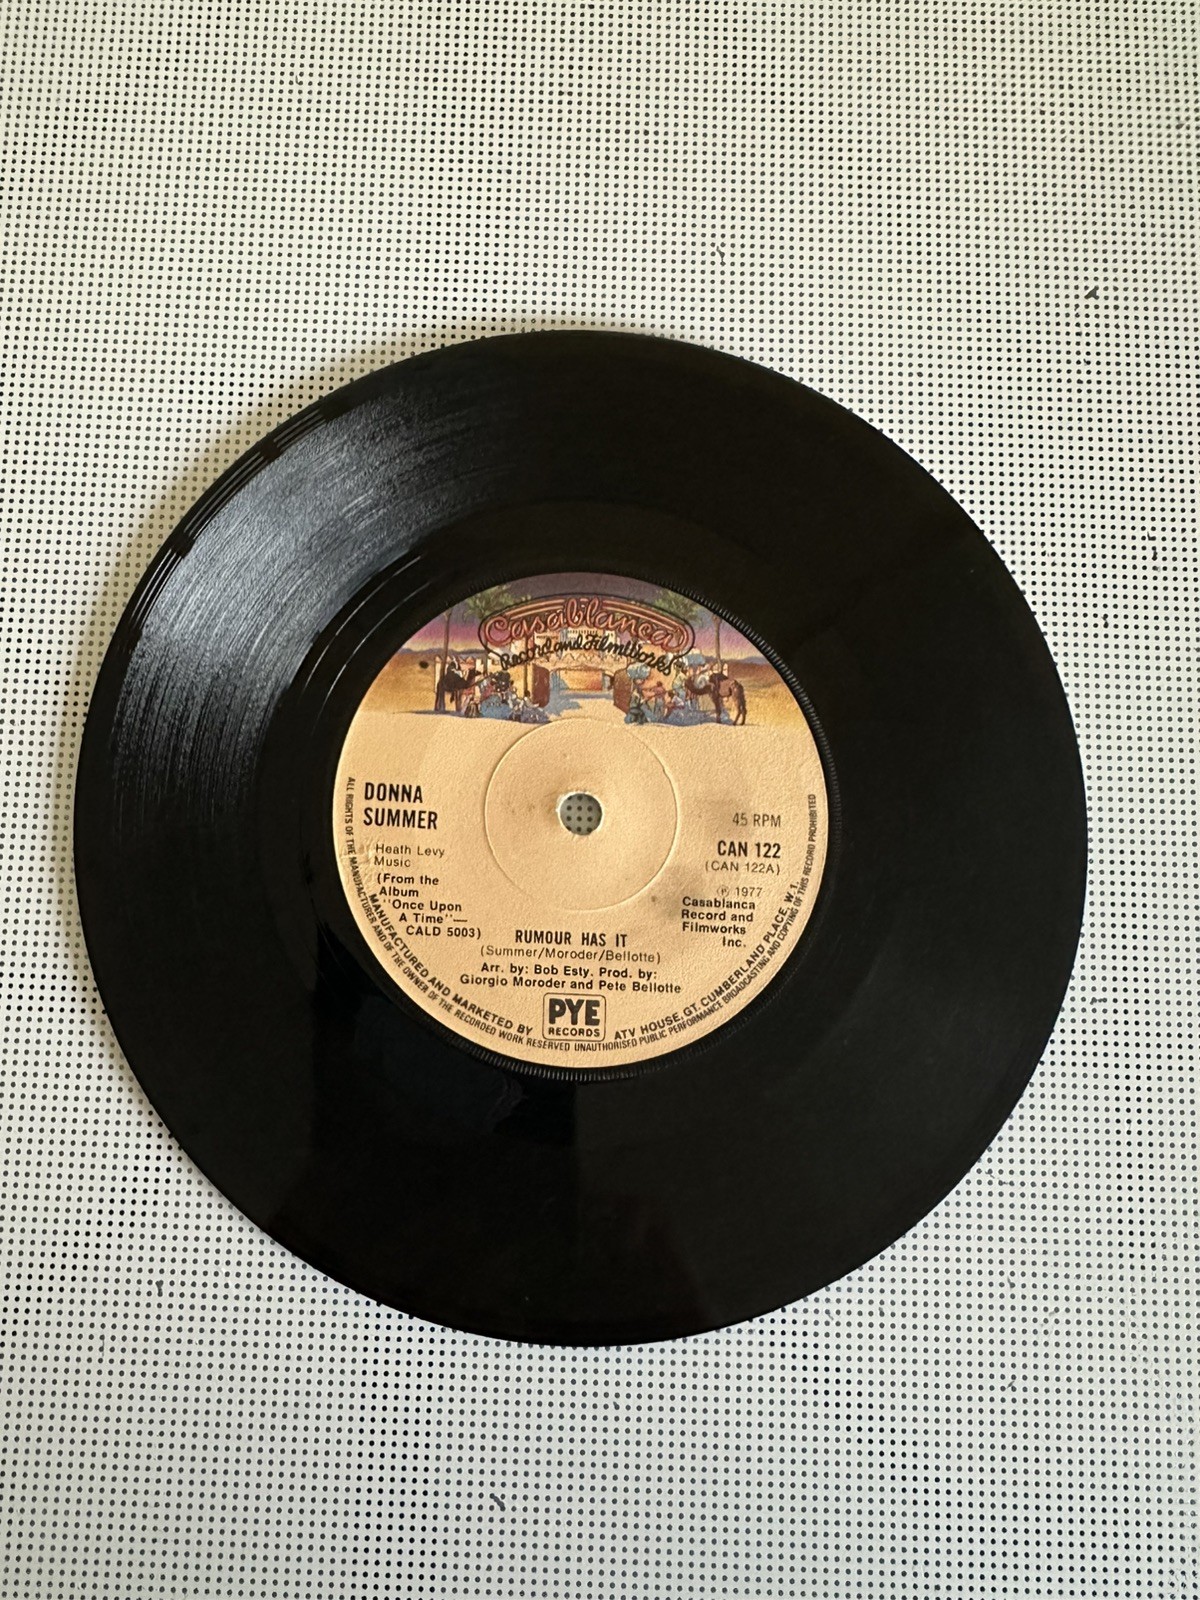 Casablanca
Record and FilmWorks
DONNA
SUMMER
Heath Levy
Music
(From the
Album
"Once Upon
A Time"—
CALD 5003)
45 RPM
CAN 122
(CAN 122A)
℗ 1977
Casablanca
Record and
Filmworks
Inc.
RUMOUR HAS IT
(Summer/Moroder/Bellotte)
Arr. by: Bob Esty. Prod. by:
Giorgio Moroder and Pete Bellotte
MANUFACTURED AND MARKETED BY PYE RECORDS ATV HOUSE, GT. CUMBERLAND PLACE, W.1.
ALL RIGHTS OF THE MANUFACTURER AND OF THE OWNER OF THE RECORDED WORK RESERVED UNAUTHORISED PUBLIC PERFORMANCE BROADCASTING AND COPYING OF THIS RECORD PROHIBITED